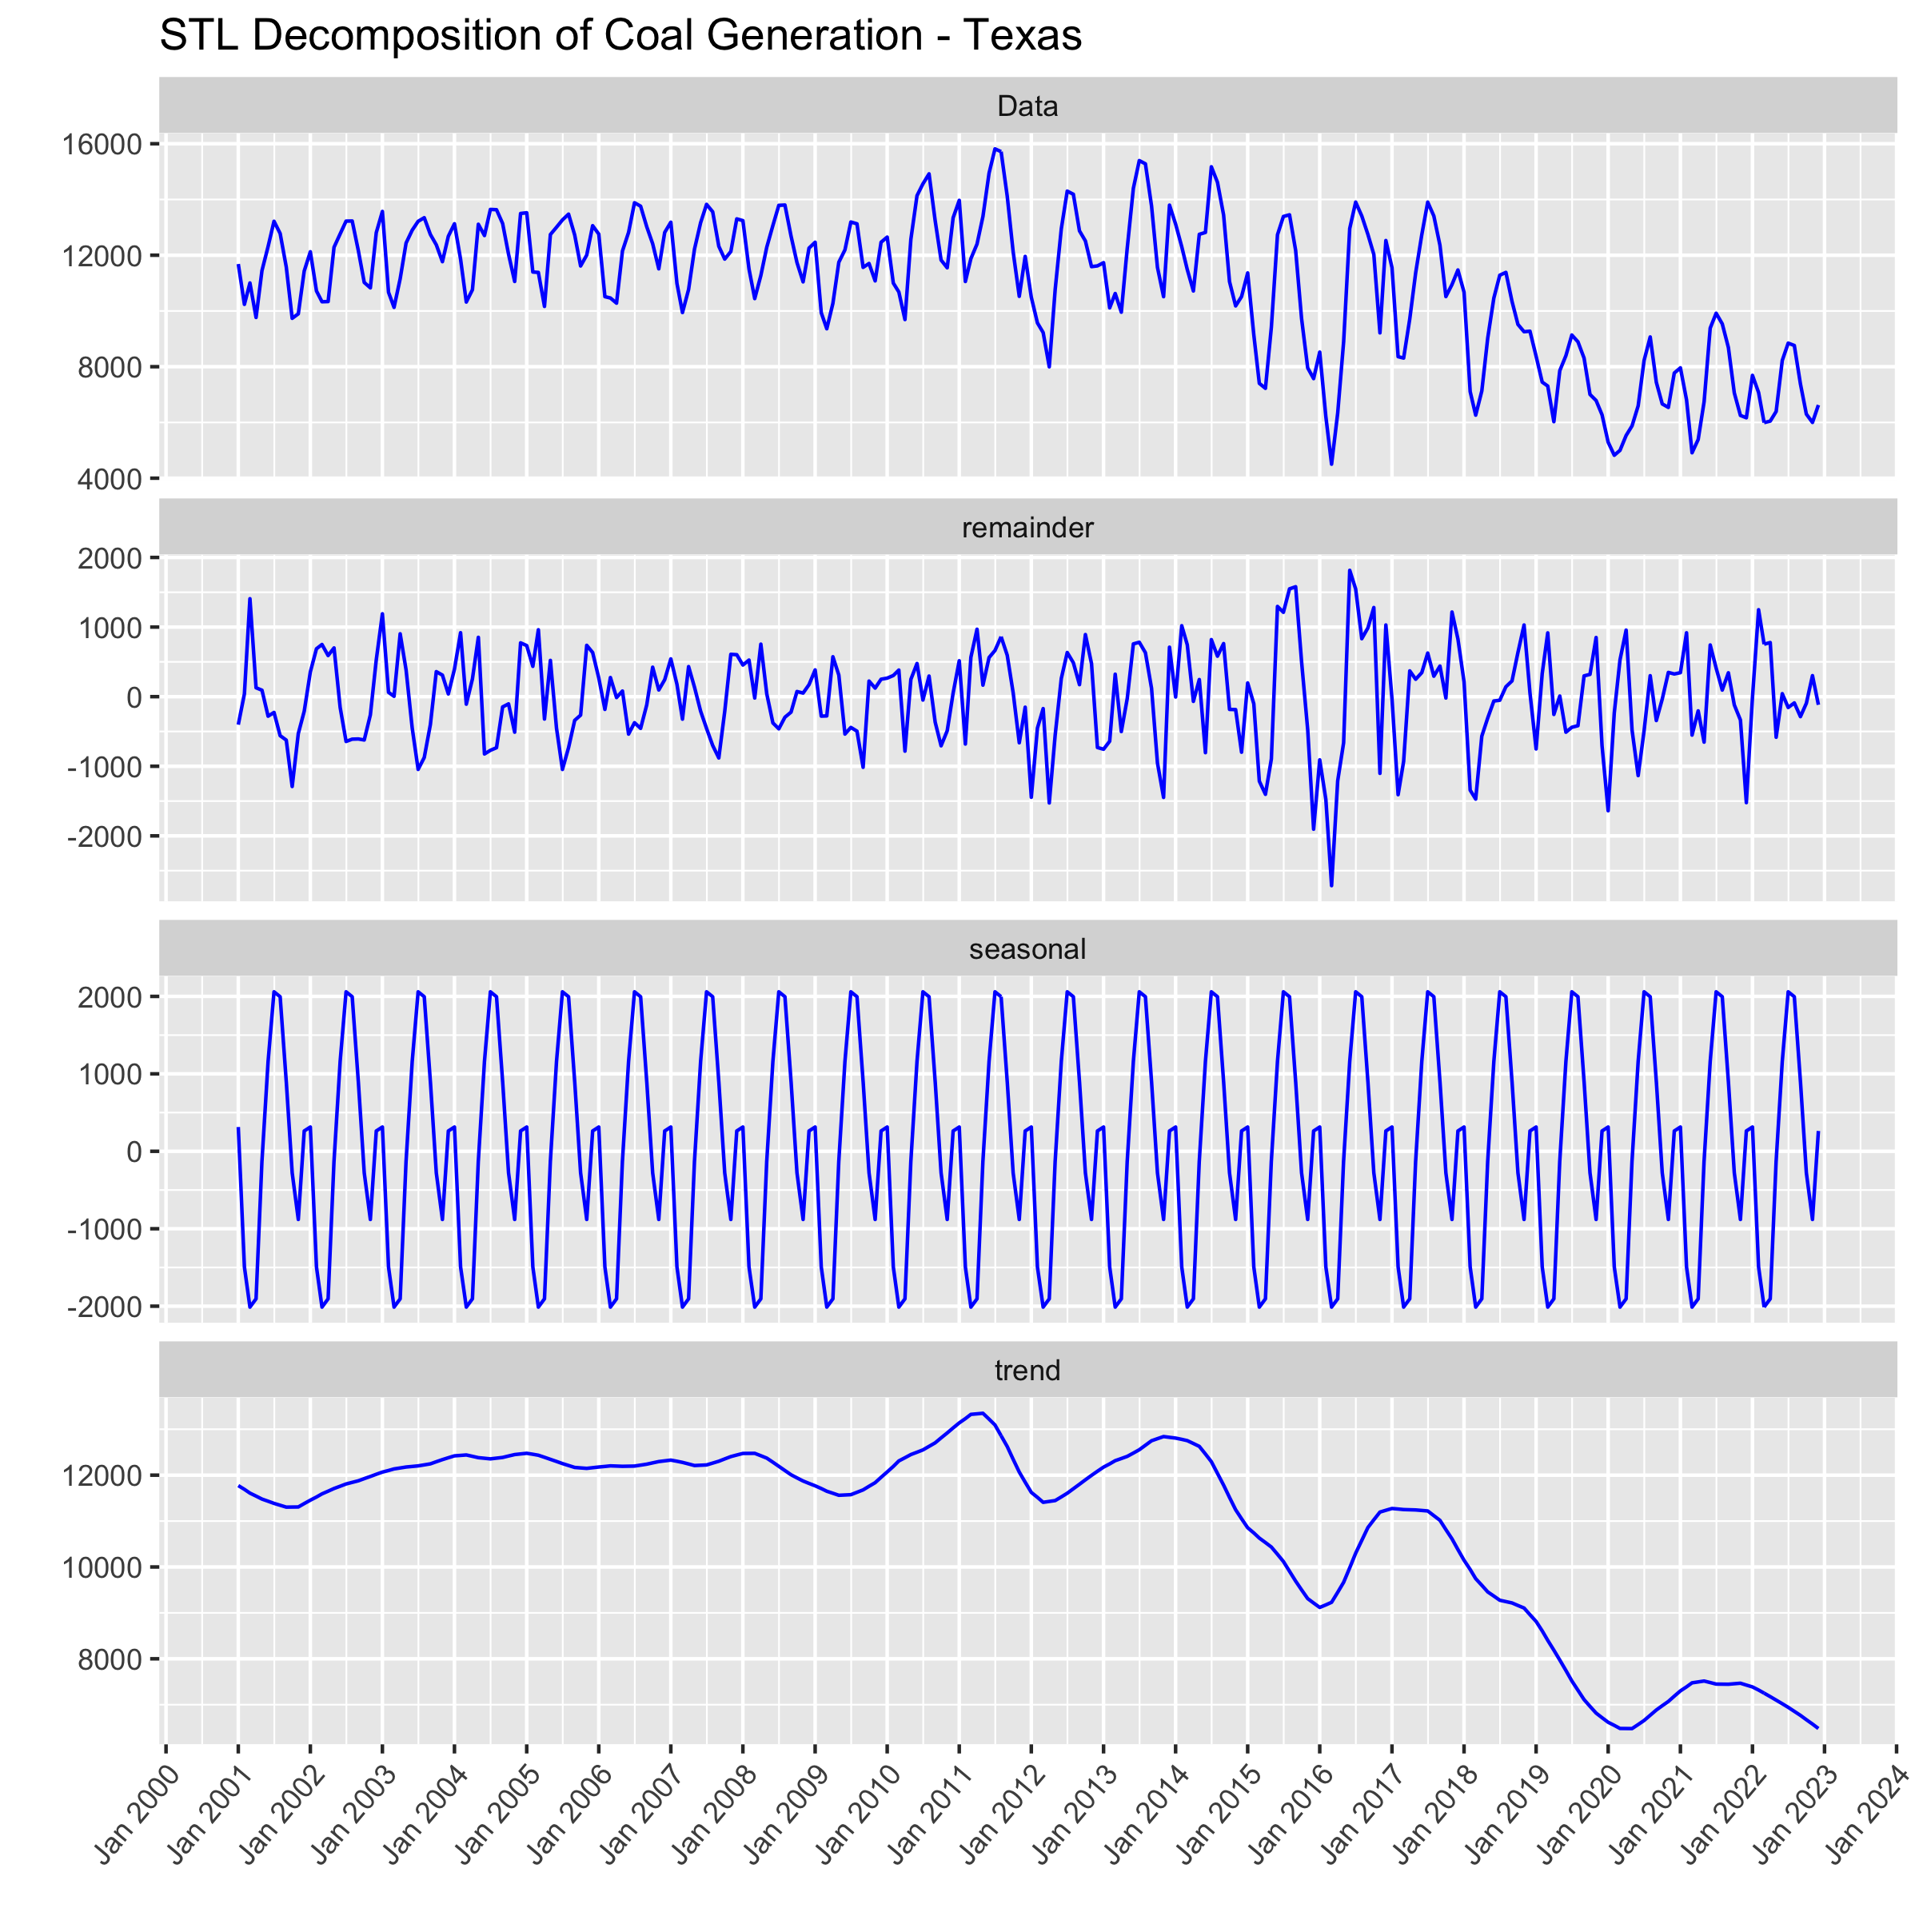 STL Decomposition of Coal Generation - Texas
Data
16000
12000
8000
4000
remainder
2000
1000
0
-1000
-2000
seasonal
2000
1000
0
-1000
-2000
trend
12000
10000
8000
Jan 2000
Jan 2001
Jan 2002
Jan 2003
Jan 2004
Jan 2005
Jan 2006
Jan 2007
Jan 2008
Jan 2009
Jan 2010
Jan 2011
Jan 2012
Jan 2013
Jan 2014
Jan 2015
Jan 2016
Jan 2017
Jan 2018
Jan 2019
Jan 2020
Jan 2021
Jan 2022
Jan 2023
Jan 2024